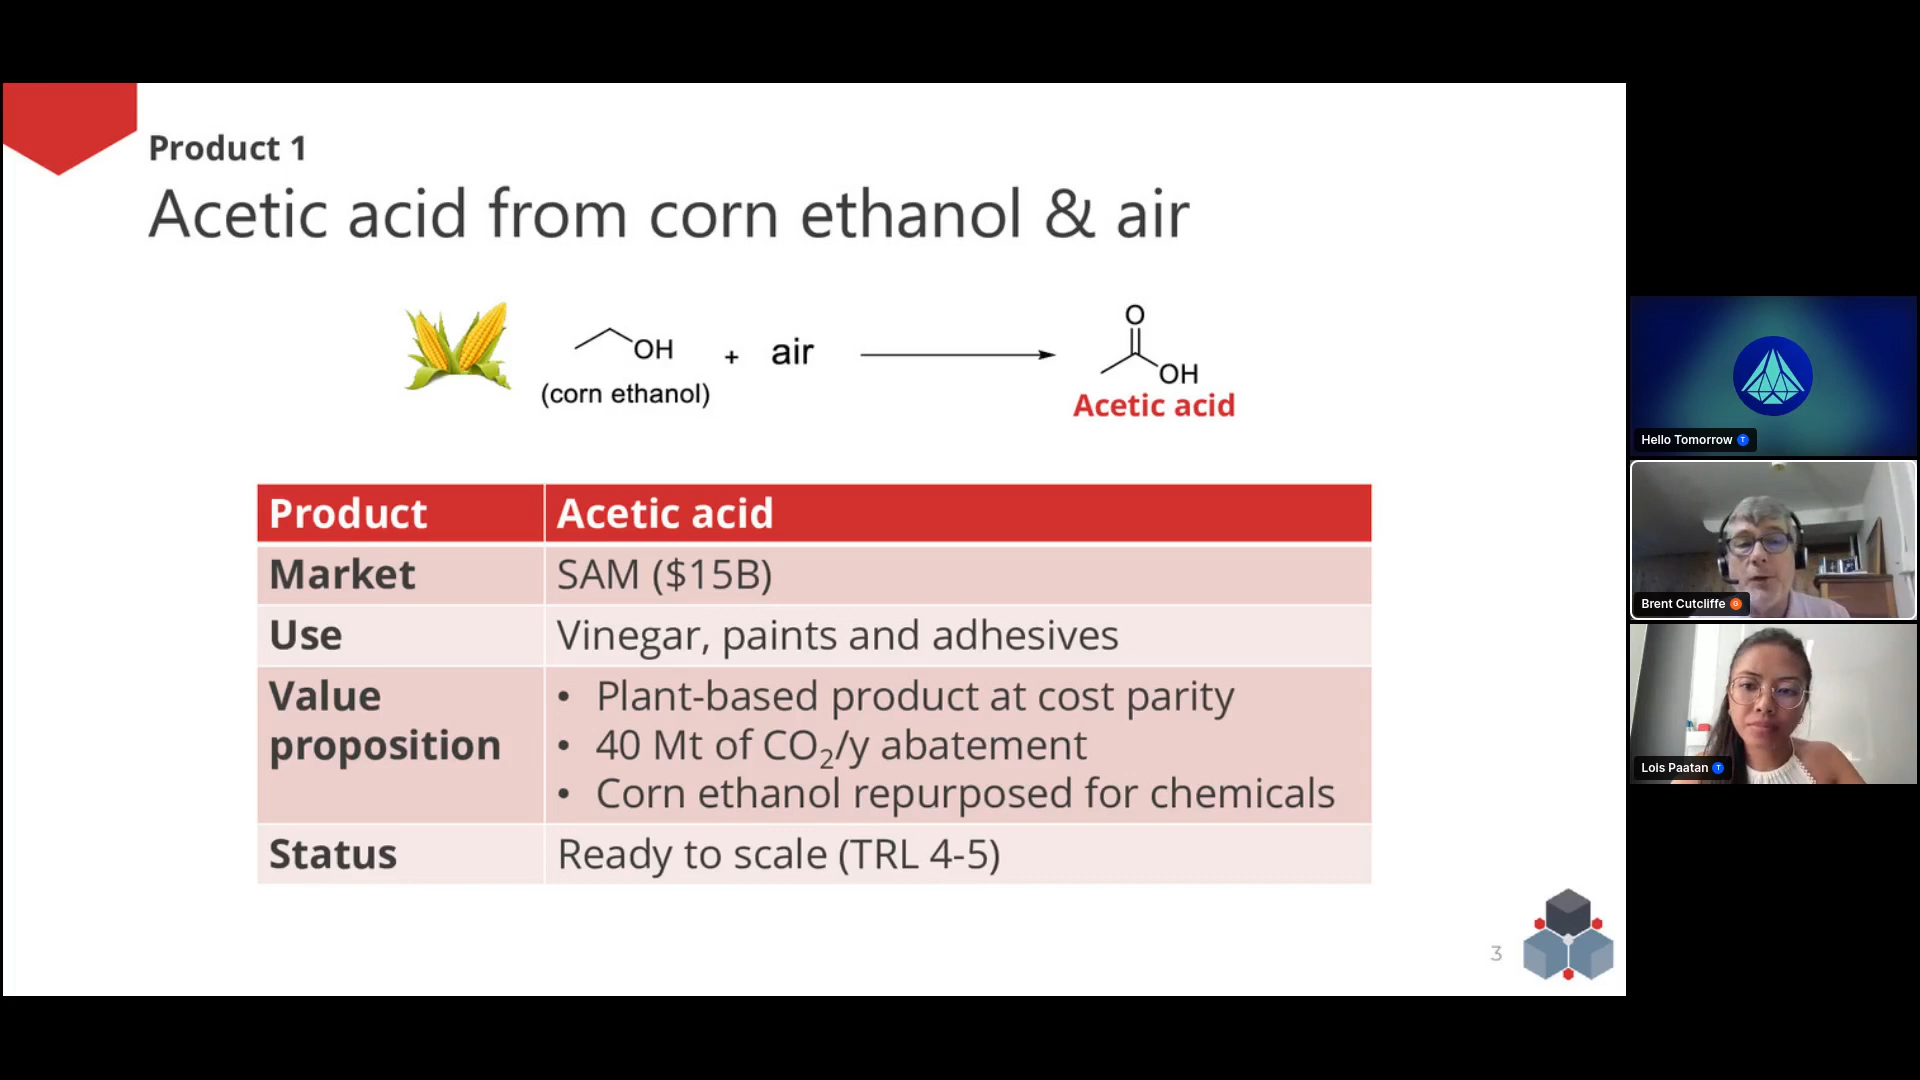 Product 1
Acetic acid from corn ethanol & air
OH
(corn ethanol)
+
air
O
OH
Acetic acid
Product Acetic acid
Market SAM ($15B)
Use Vinegar, paints and adhesives
Value proposition
• Plant-based product at cost parity
• 40 Mt of CO₂/y abatement
• Corn ethanol repurposed for chemicals
Status Ready to scale (TRL 4-5)
3
Hello Tomorrow T
Brent Cutcliffe G
Lois Paatan T